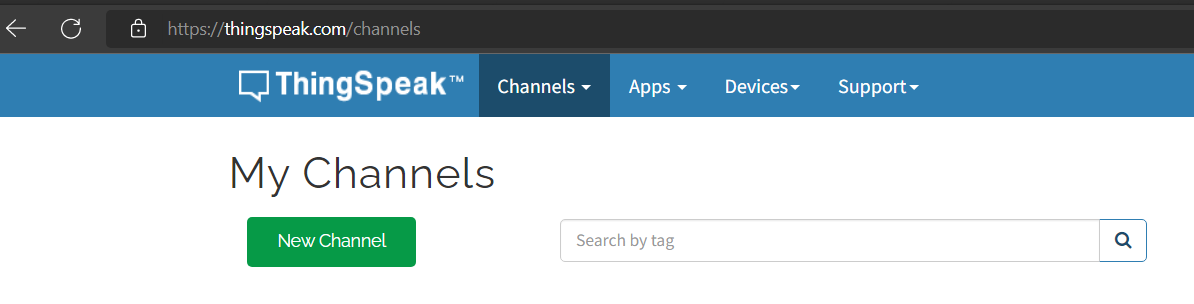 https://thingspeak.com/channels
ThingSpeak™ Channels Apps Devices Support
My Channels
New Channel Search by tag